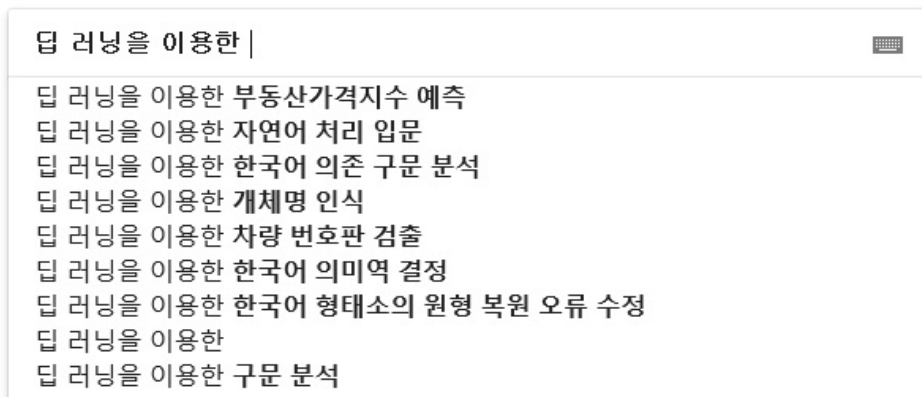 딥 러닝을 이용한
딥 러닝을 이용한 부동산가격지수 예측
딥 러닝을 이용한 자연어 처리 입문
딥 러닝을 이용한 한국어 의존 구문 분석
딥 러닝을 이용한 개체명 인식
딥 러닝을 이용한 차량 번호판 검출
딥 러닝을 이용한 한국어 의미역 결정
딥 러닝을 이용한 한국어 형태소의 원형 복원 오류 수정
딥 러닝을 이용한
딥 러닝을 이용한 구문 분석